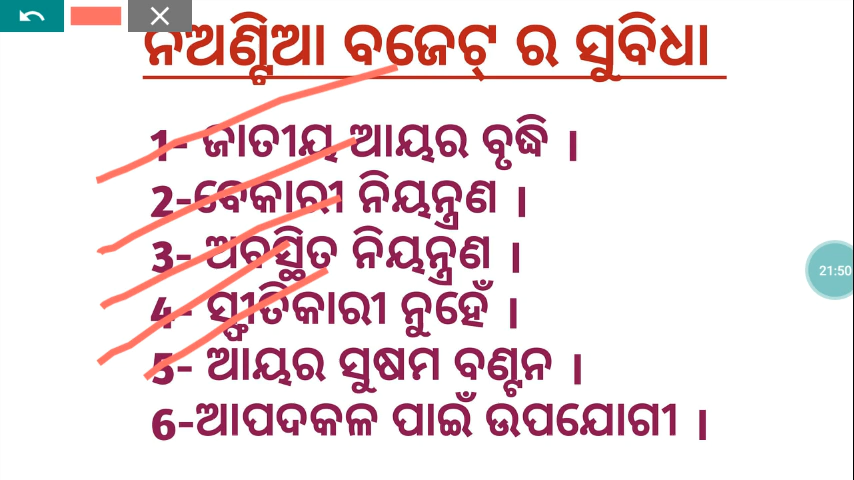 ନିଅଣ୍ଟିଆ ବଜେଟ୍ ର ସୁବିଧା
1- ଜାତୀୟ ଆୟର ବୃଦ୍ଧି ।
2-ବେକାରୀ ନିୟନ୍ତ୍ରଣ ।
3- ଅବସ୍ଥିତ ନିୟନ୍ତ୍ରଣ ।
4- ସ୍ଫୀତିକାରୀ ନୁହେଁ ।
5- ଆୟର ସୁଷମ ବଣ୍ଟନ ।
6-ଆପଦକଳ ପାଇଁ ଉପଯୋଗୀ ।
21:50